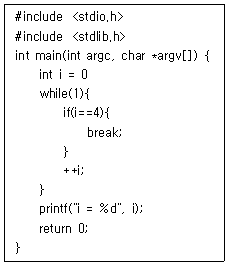 #include <stdio.h>
#include <stdlib.h>
int main(int argc, char *argv[]) {
int i = 0
while(1){
if(i==4){
break;
}
++i;
}
printf("i = %d", i);
return 0;
}